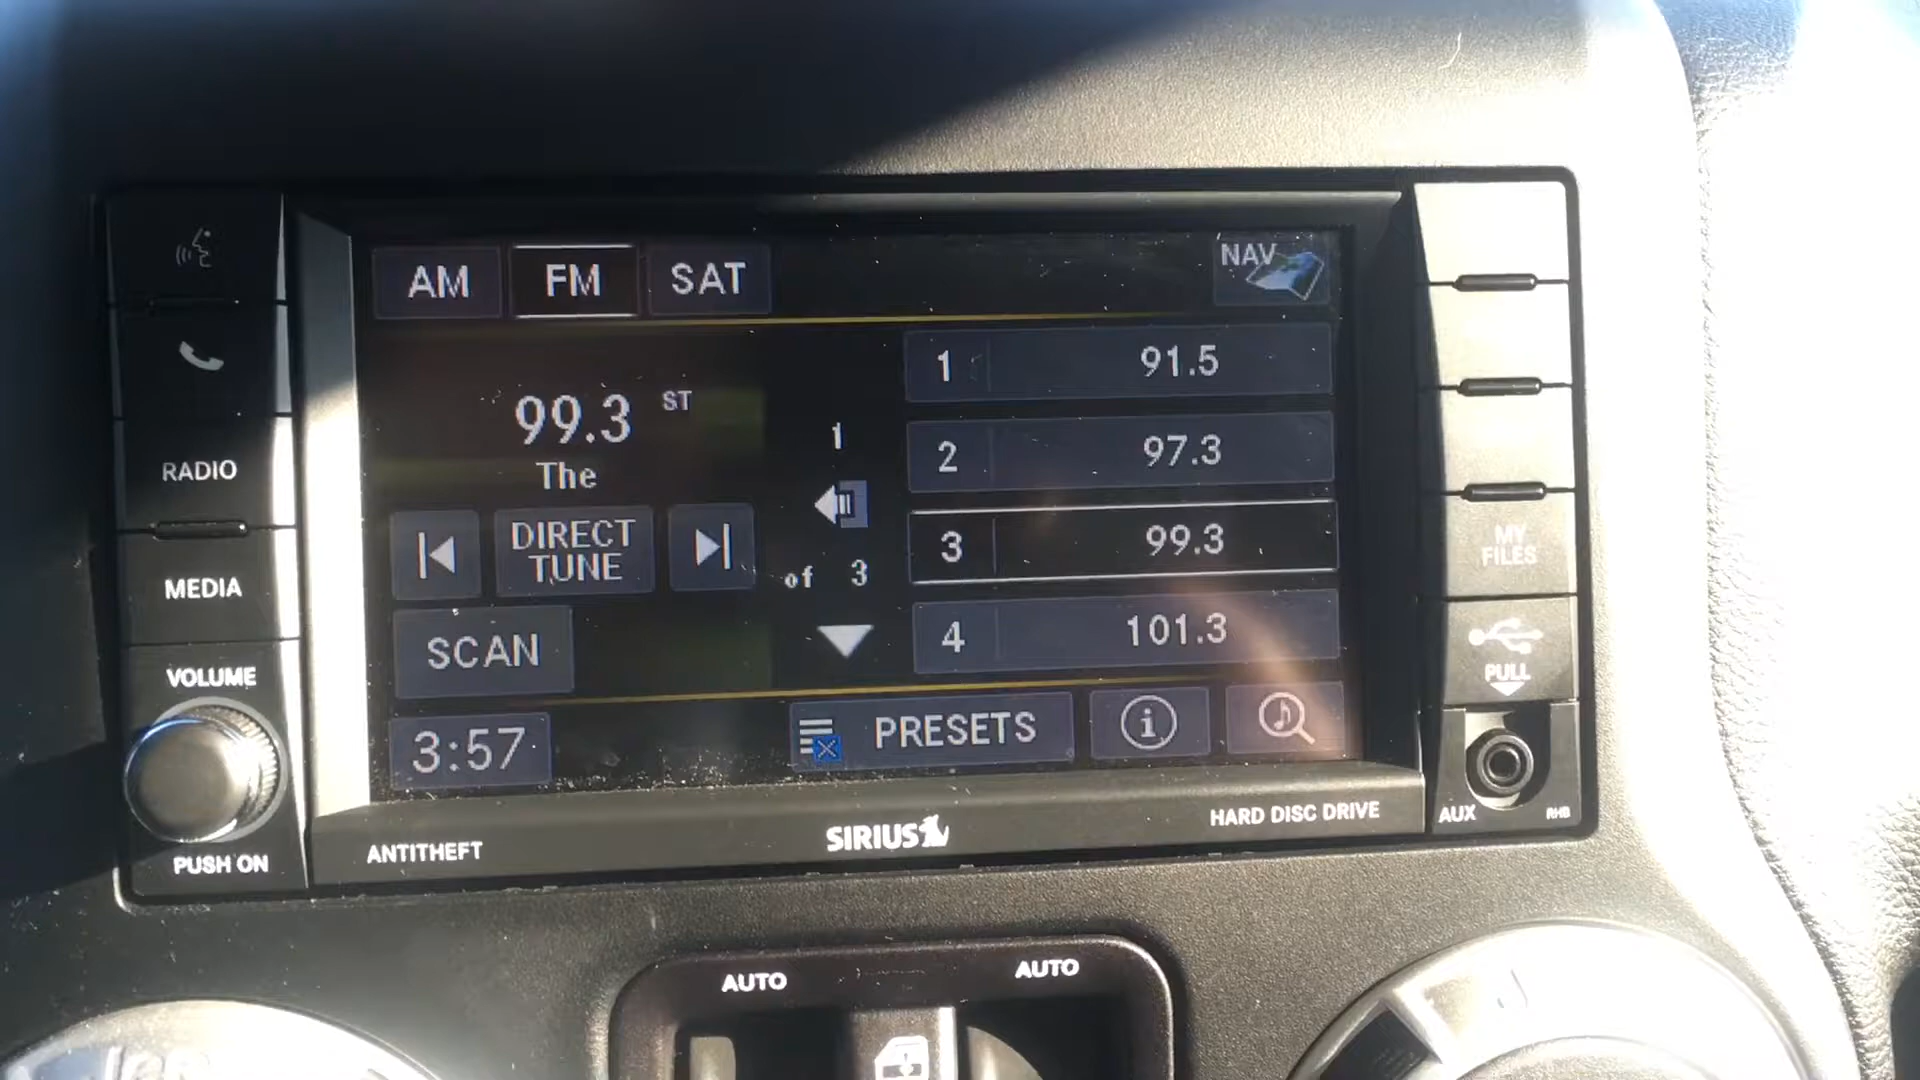 AM FM SAT NAV
99.3 ST
The
DIRECT
TUNE
SCAN
3:57
1
of 3
1 91.5
2 97.3
3 99.3
4 101.3
PRESETS
i
RADIO
MEDIA
VOLUME
PUSH ON
ANTITHEFT
SIRIUS
HARD DISC DRIVE
MY
FILES
PULL
AUX
RHB
AUTO AUTO